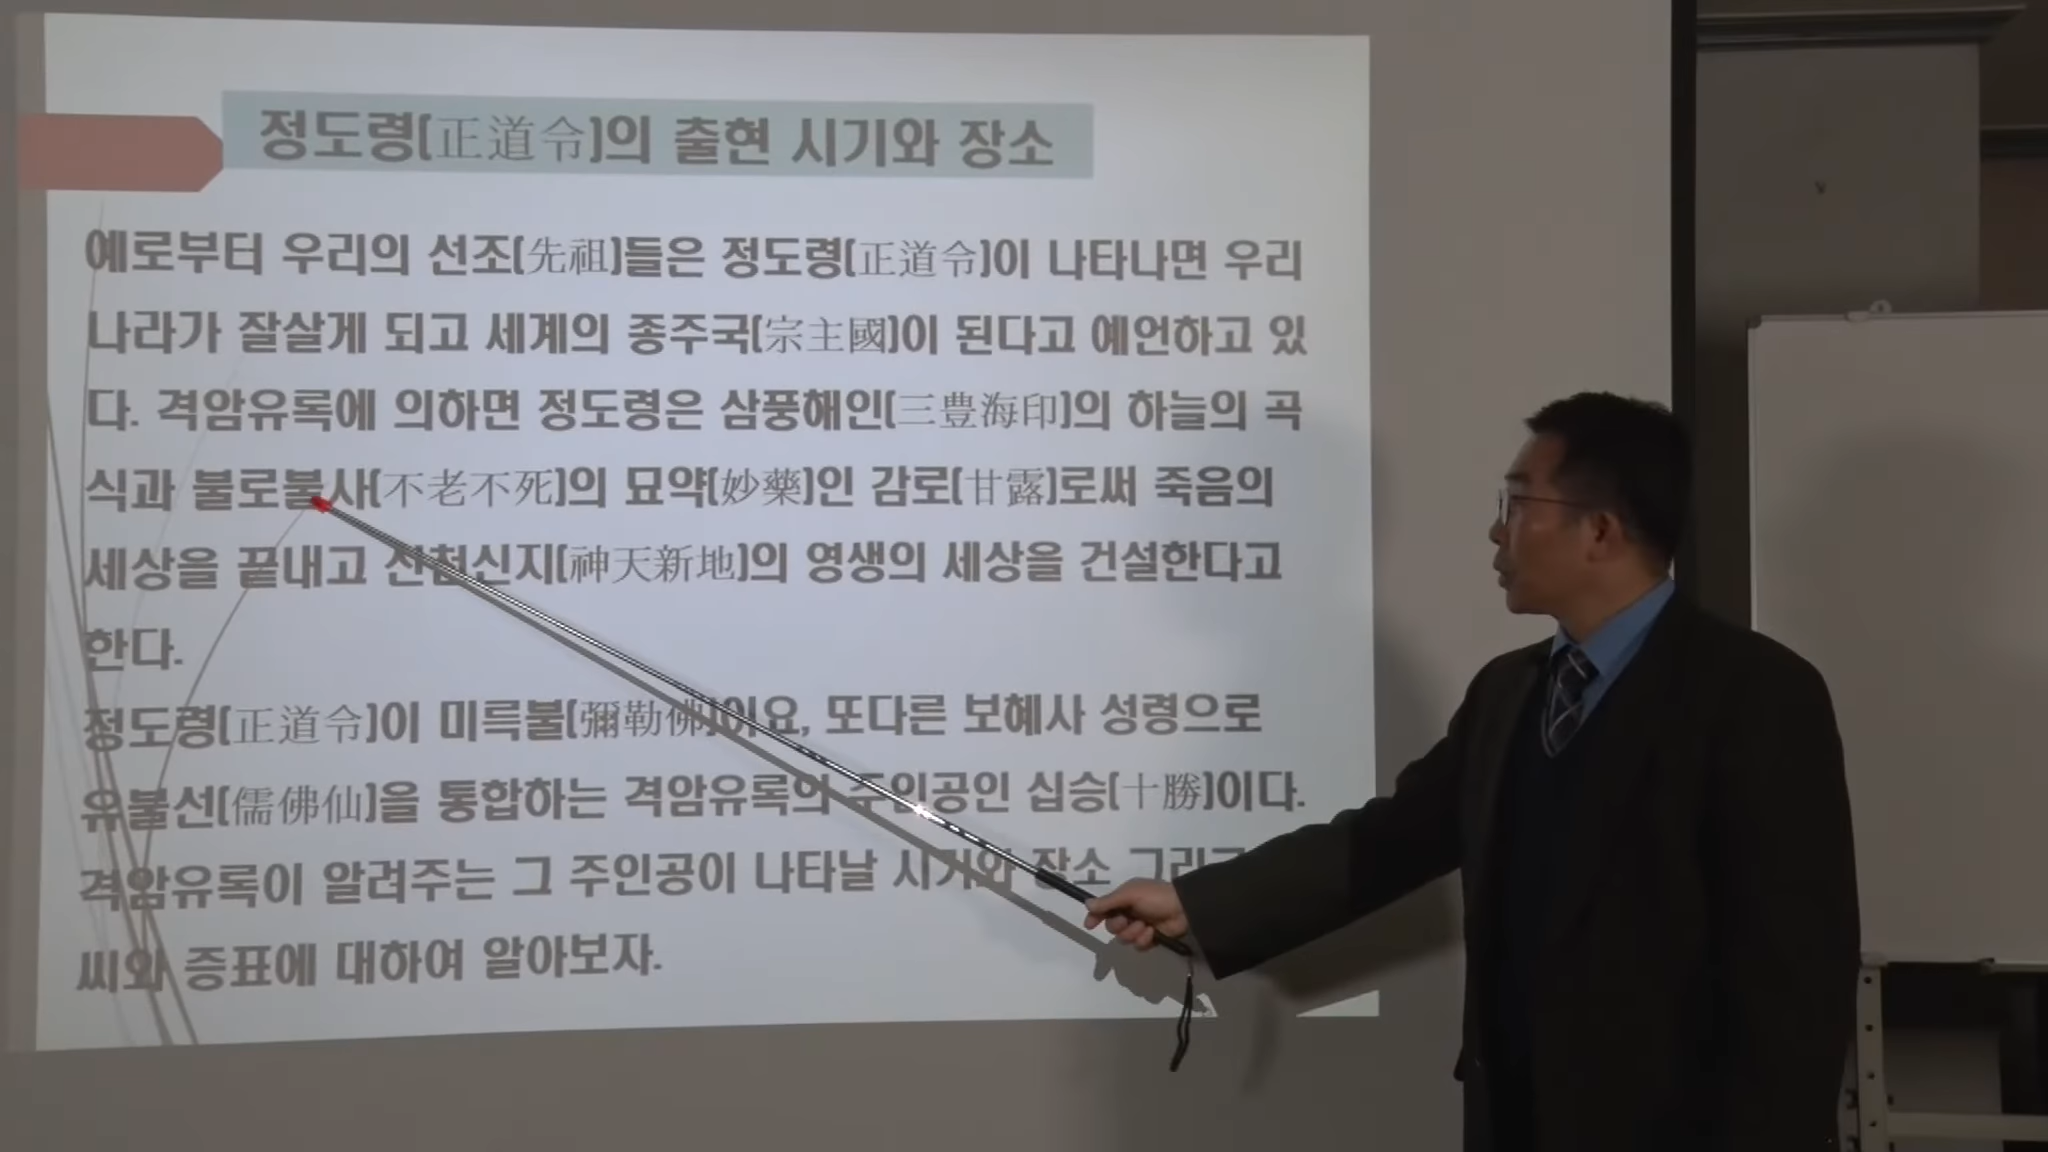 정도령(正道令)의 출현 시기와 장소
예로부터 우리의 선조(先祖)들은 정도령(正道令)이 나타나면 우리
나라가 잘살게 되고 세계의 종주국(宗主國)이 된다고 예언하고 있
다. 격암유록에 의하면 정도령은 삼풍해인(三豊海印)의 하늘의 곡
식과 불로불사(不老不死)의 묘약(妙藥)인 감로(甘露)로써 죽음의
세상을 끝내고 신천신지(神天新地)의 영생의 세상을 건설한다고
한다.
정도령(正道令)이 미륵불(彌勒佛)이요, 또다른 보혜사 성령으로
유불선(儒佛仙)을 통합하는 격암유록의 주인공인 십승(十勝)이다.
격암유록이 알려주는 그 주인공이 나타날 시기와 장소 그리고
씨와 증표에 대하여 알아보자.